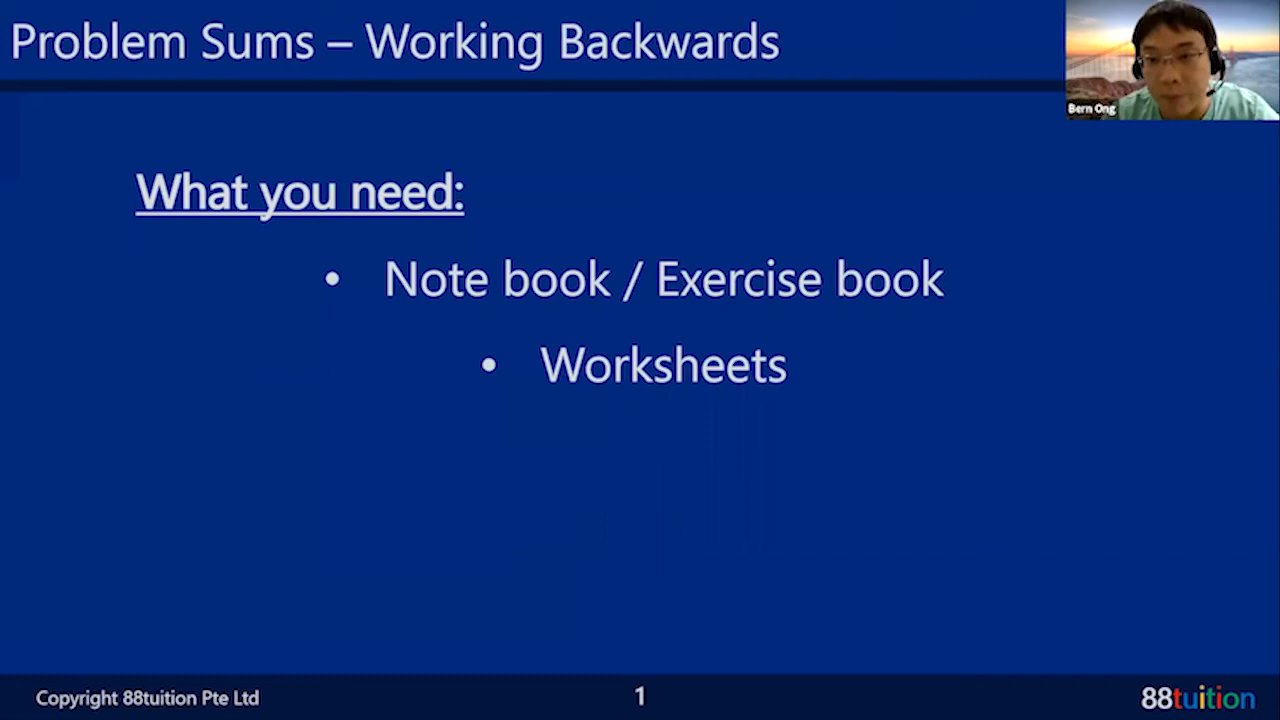 Problem Sums – Working Backwards
Bern Ong
What you need:
• Note book / Exercise book
• Worksheets
Copyright 88tuition Pte Ltd
1
88tuition